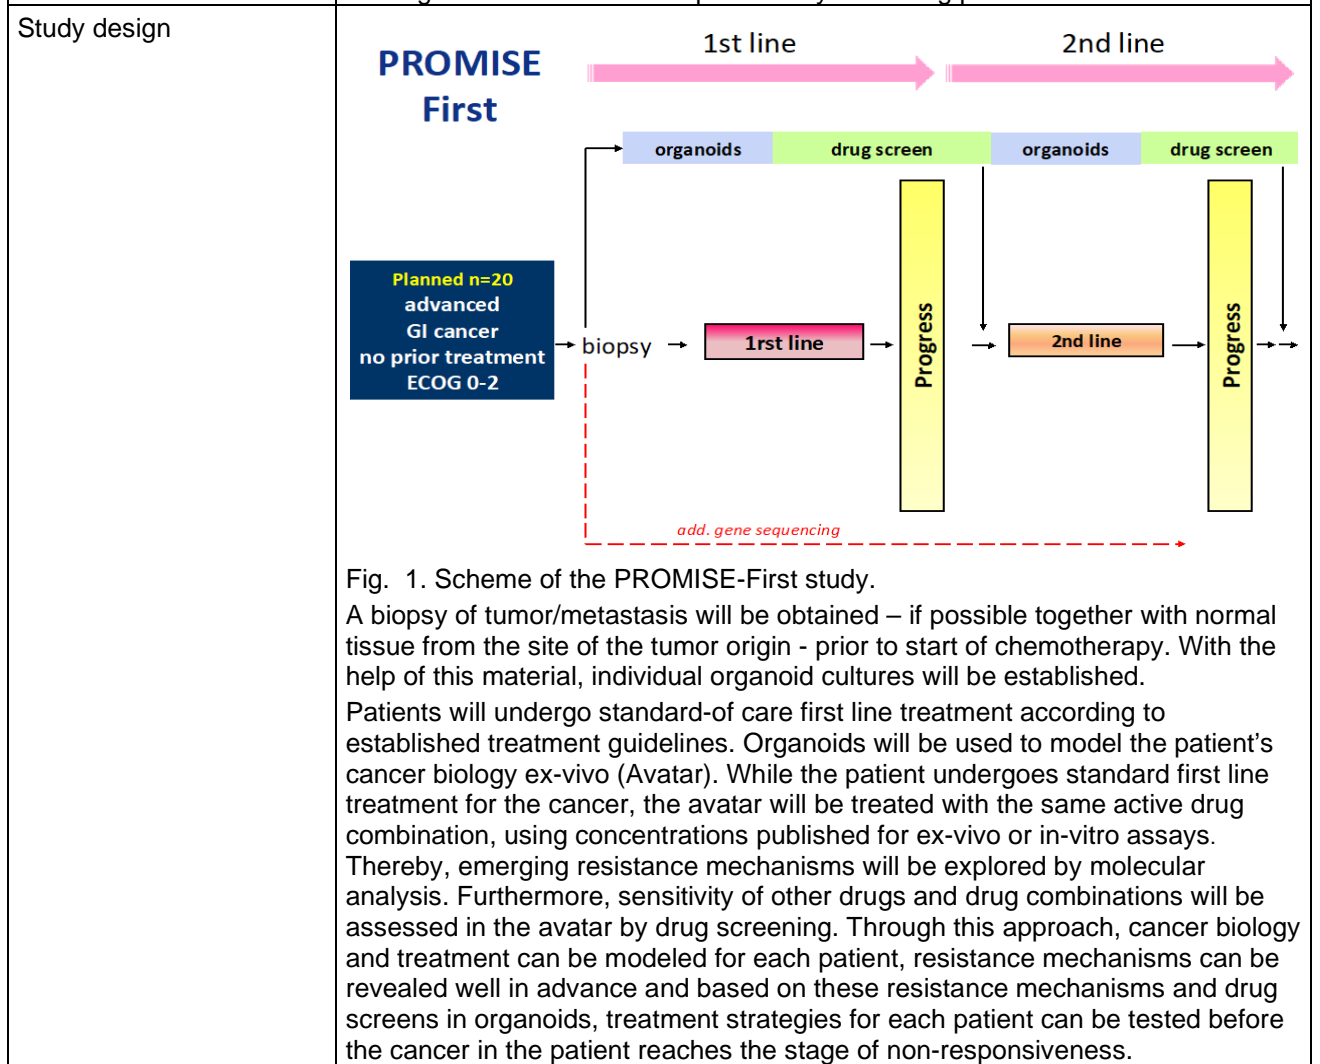 Study design
PROMISE
First
1st line
2nd line
organoids
drug screen
organoids
drug screen
Planned n=20
advanced
GI cancer
no prior treatment
ECOG 0-2
biopsy
1rst line
Progress
2nd line
Progress
add. gene sequencing
Fig. 1. Scheme of the PROMISE-First study.
A biopsy of tumor/metastasis will be obtained – if possible together with normal
tissue from the site of the tumor origin - prior to start of chemotherapy. With the
help of this material, individual organoid cultures will be established.
Patients will undergo standard-of care first line treatment according to
established treatment guidelines. Organoids will be used to model the patient’s
cancer biology ex-vivo (Avatar). While the patient undergoes standard first line
treatment for the cancer, the avatar will be treated with the same active drug
combination, using concentrations published for ex-vivo or in-vitro assays.
Thereby, emerging resistance mechanisms will be explored by molecular
analysis. Furthermore, sensitivity of other drugs and drug combinations will be
assessed in the avatar by drug screening. Through this approach, cancer biology
and treatment can be modeled for each patient, resistance mechanisms can be
revealed well in advance and based on these resistance mechanisms and drug
screens in organoids, treatment strategies for each patient can be tested before
the cancer in the patient reaches the stage of non-responsiveness.